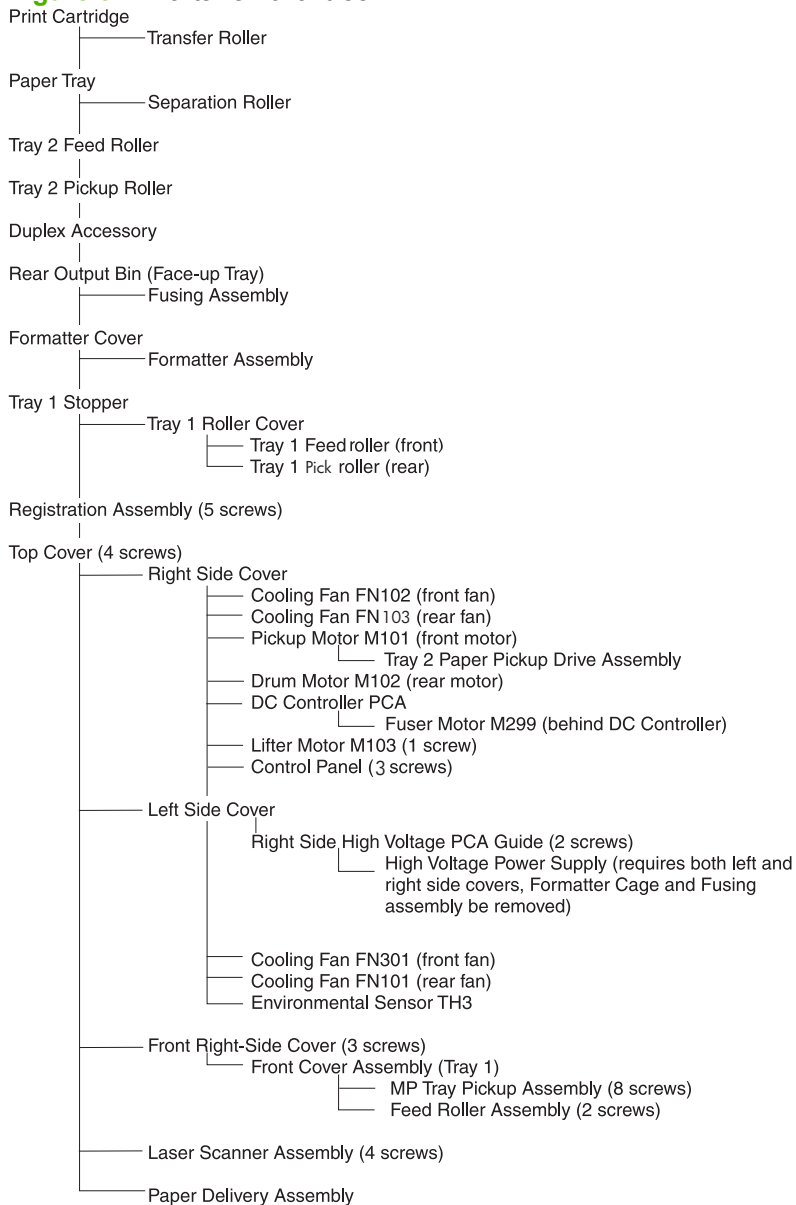 Print Cartridge
Transfer Roller
Paper Tray
Separation Roller
Tray 2 Feed Roller
Tray 2 Pickup Roller
Duplex Accessory
Rear Output Bin (Face-up Tray)
Fusing Assembly
Formatter Cover
Formatter Assembly
Tray 1 Stopper
Tray 1 Roller Cover
Tray 1 Feed roller (front)
Tray 1 Pick roller (rear)
Registration Assembly (5 screws)
Top Cover (4 screws)
Right Side Cover
Cooling Fan FN102 (front fan)
Cooling Fan FN103 (rear fan)
Pickup Motor M101 (front motor)
Tray 2 Paper Pickup Drive Assembly
Drum Motor M102 (rear motor)
DC Controller PCA
Fuser Motor M299 (behind DC Controller)
Lifter Motor M103 (1 screw)
Control Panel (3 screws)
Left Side Cover
Right Side High Voltage PCA Guide (2 screws)
High Voltage Power Supply (requires both left and
right side covers, Formatter Cage and Fusing
assembly be removed)
Cooling Fan FN301 (front fan)
Cooling Fan FN101 (rear fan)
Environmental Sensor TH3
Front Right-Side Cover (3 screws)
Front Cover Assembly (Tray 1)
MP Tray Pickup Assembly (8 screws)
Feed Roller Assembly (2 screws)
Laser Scanner Assembly (4 screws)
Paper Delivery Assembly